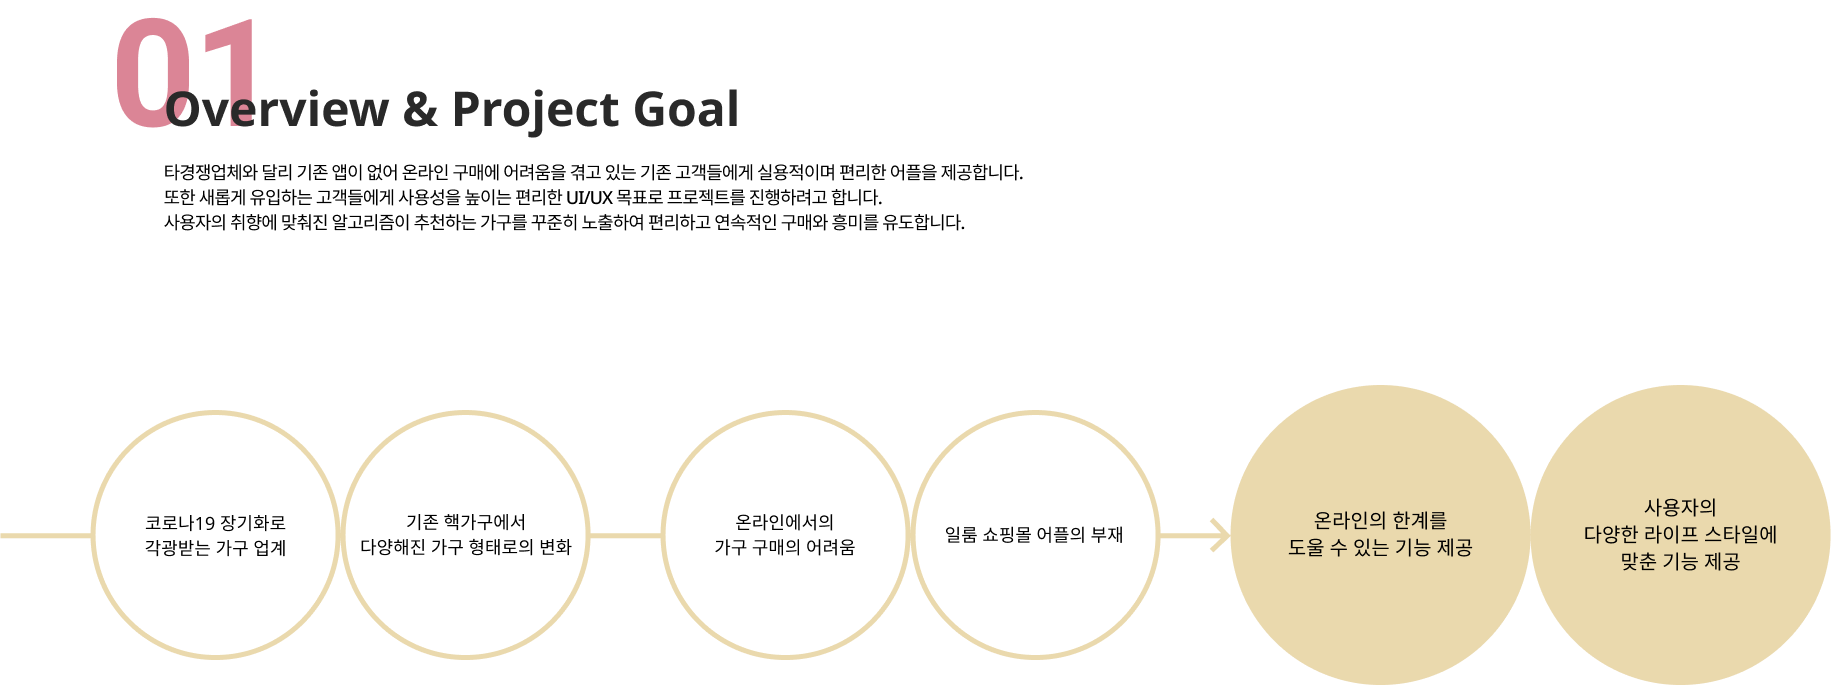 01
Overview & Project Goal
타경쟁업체와 달리 기존 앱이 없어 온라인 구매에 어려움을 겪고 있는 기존 고객들에게 실용적이며 편리한 어플을 제공합니다.
또한 새롭게 유입하는 고객들에게 사용성을 높이는 편리한 UI/UX 목표로 프로젝트를 진행하려고 합니다.
사용자의 취향에 맞춰진 알고리즘이 추천하는 가구를 꾸준히 노출하여 편리하고 연속적인 구매와 흥미를 유도합니다.
코로나19 장기화로
각광받는 가구 업계
기존 핵가구에서
다양해진 가구 형태로의 변화
온라인에서의
가구 구매의 어려움
일룸 쇼핑몰 어플의 부재
온라인의 한계를
도울 수 있는 기능 제공
사용자의
다양한 라이프 스타일에
맞춘 기능 제공